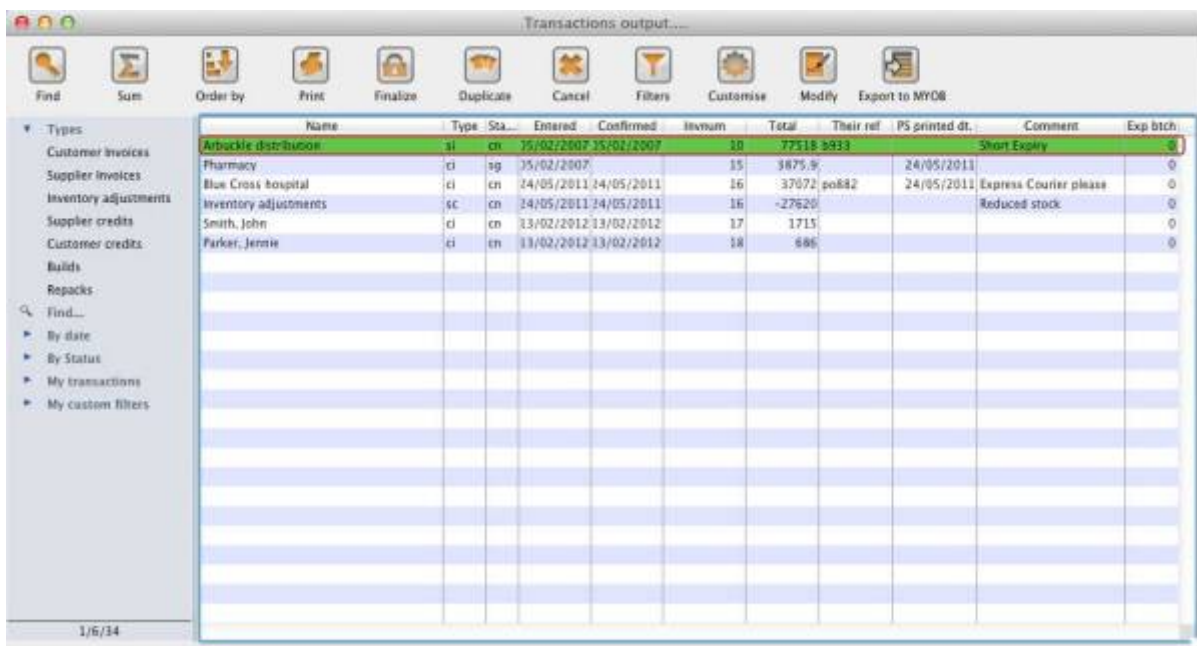 Transactions output.....
Find Sum Order by Print Finalize Duplicate Cancel Filters Customise Modify Export to MYOB
Types
Customer Invoices
Supplier Invoices
Inventory adjustments
Supplier credits
Customer credits
Builds
Repacks
Find...
By date
By Status
My transactions
My custom filters
1/6/34
Name Type Sta... Entered Confirmed Invnum Total Their ref PS printed dt. Comment Exp btch
Arbuckle distribution si cn 5/02/2007 5/02/2007 10 77518 b933 Short Expiry 0
Pharmacy ci sg 5/02/2007 15 3875.9 24/05/2011 0
Blue Cross hospital ci cn 24/05/2011 24/05/2011 16 37072 po882 24/05/2011 Express Courier please 0
Inventory adjustments sc cn 24/05/2011 24/05/2011 16 -27620 Reduced stock 0
Smith, John ci cn 13/02/2012 13/02/2012 17 1715 0
Parker, Jennie ci cn 13/02/2012 13/02/2012 18 686 0